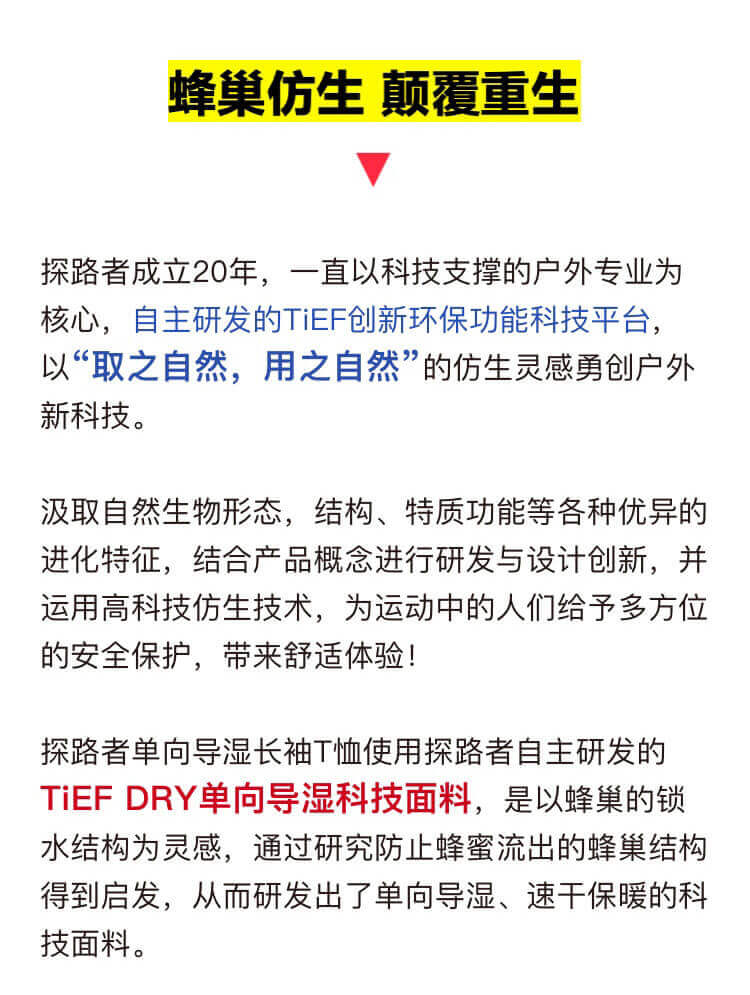 蜂巢仿生 颠覆重生
探路者成立20年，一直以科技支撑的户外专业为
核心，自主研发的TiEF创新环保功能科技平台，
以“取之自然，用之自然”的仿生灵感勇创户外
新科技。
汲取自然生物形态，结构、特质功能等各种优异的
进化特征，结合产品概念进行研发与设计创新，并
运用高科技仿生技术，为运动中的人们给予多方位
的安全保护，带来舒适体验！
探路者单向导湿长袖T恤使用探路者自主研发的
TiEF DRY单向导湿科技面料，是以蜂巢的锁
水结构为灵感，通过研究防止蜂蜜流出的蜂巢结构
得到启发，从而研发出了单向导湿、速干保暖的科
技面料。